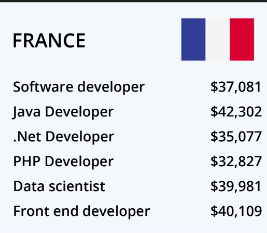 FRANCE
Software developer $37,081
Java Developer $42,302
.Net Developer $35,077
PHP Developer $32,827
Data scientist $39,981
Front end developer $40,109